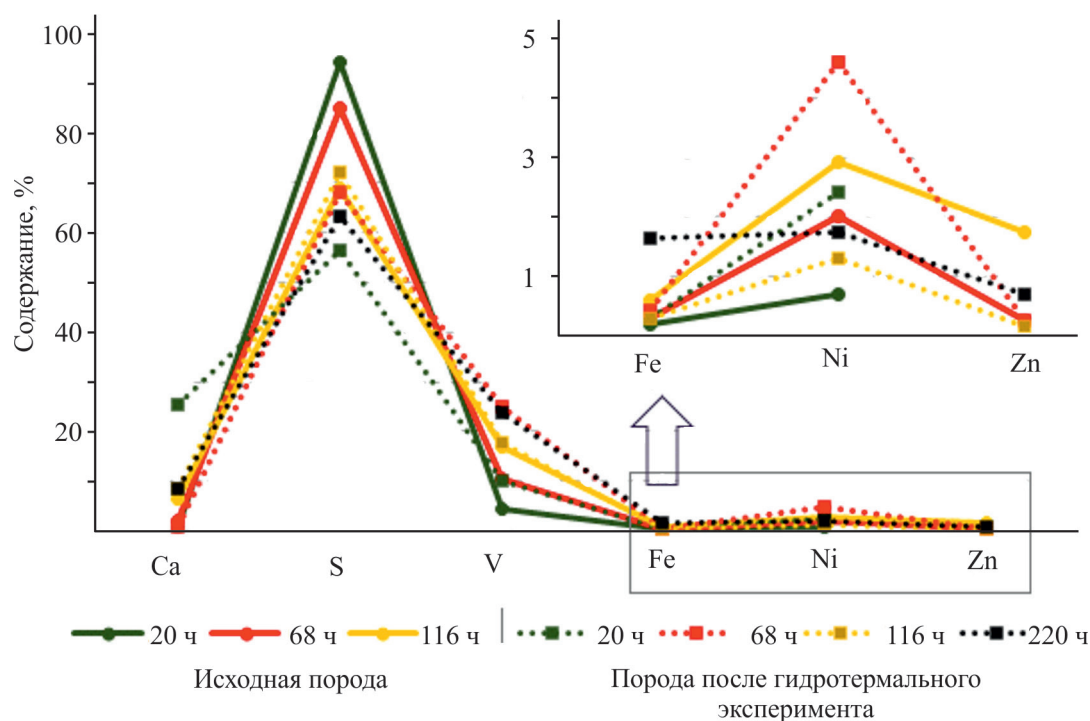 Содержание, %
100
80
60
40
20
Ca
S
V
Fe
Ni
Zn
5
3
1
Fe
Ni
Zn
20 ч
68 ч
116 ч
20 ч
68 ч
116 ч
220 ч
Исходная порода
Порода после гидротермального
эксперимента